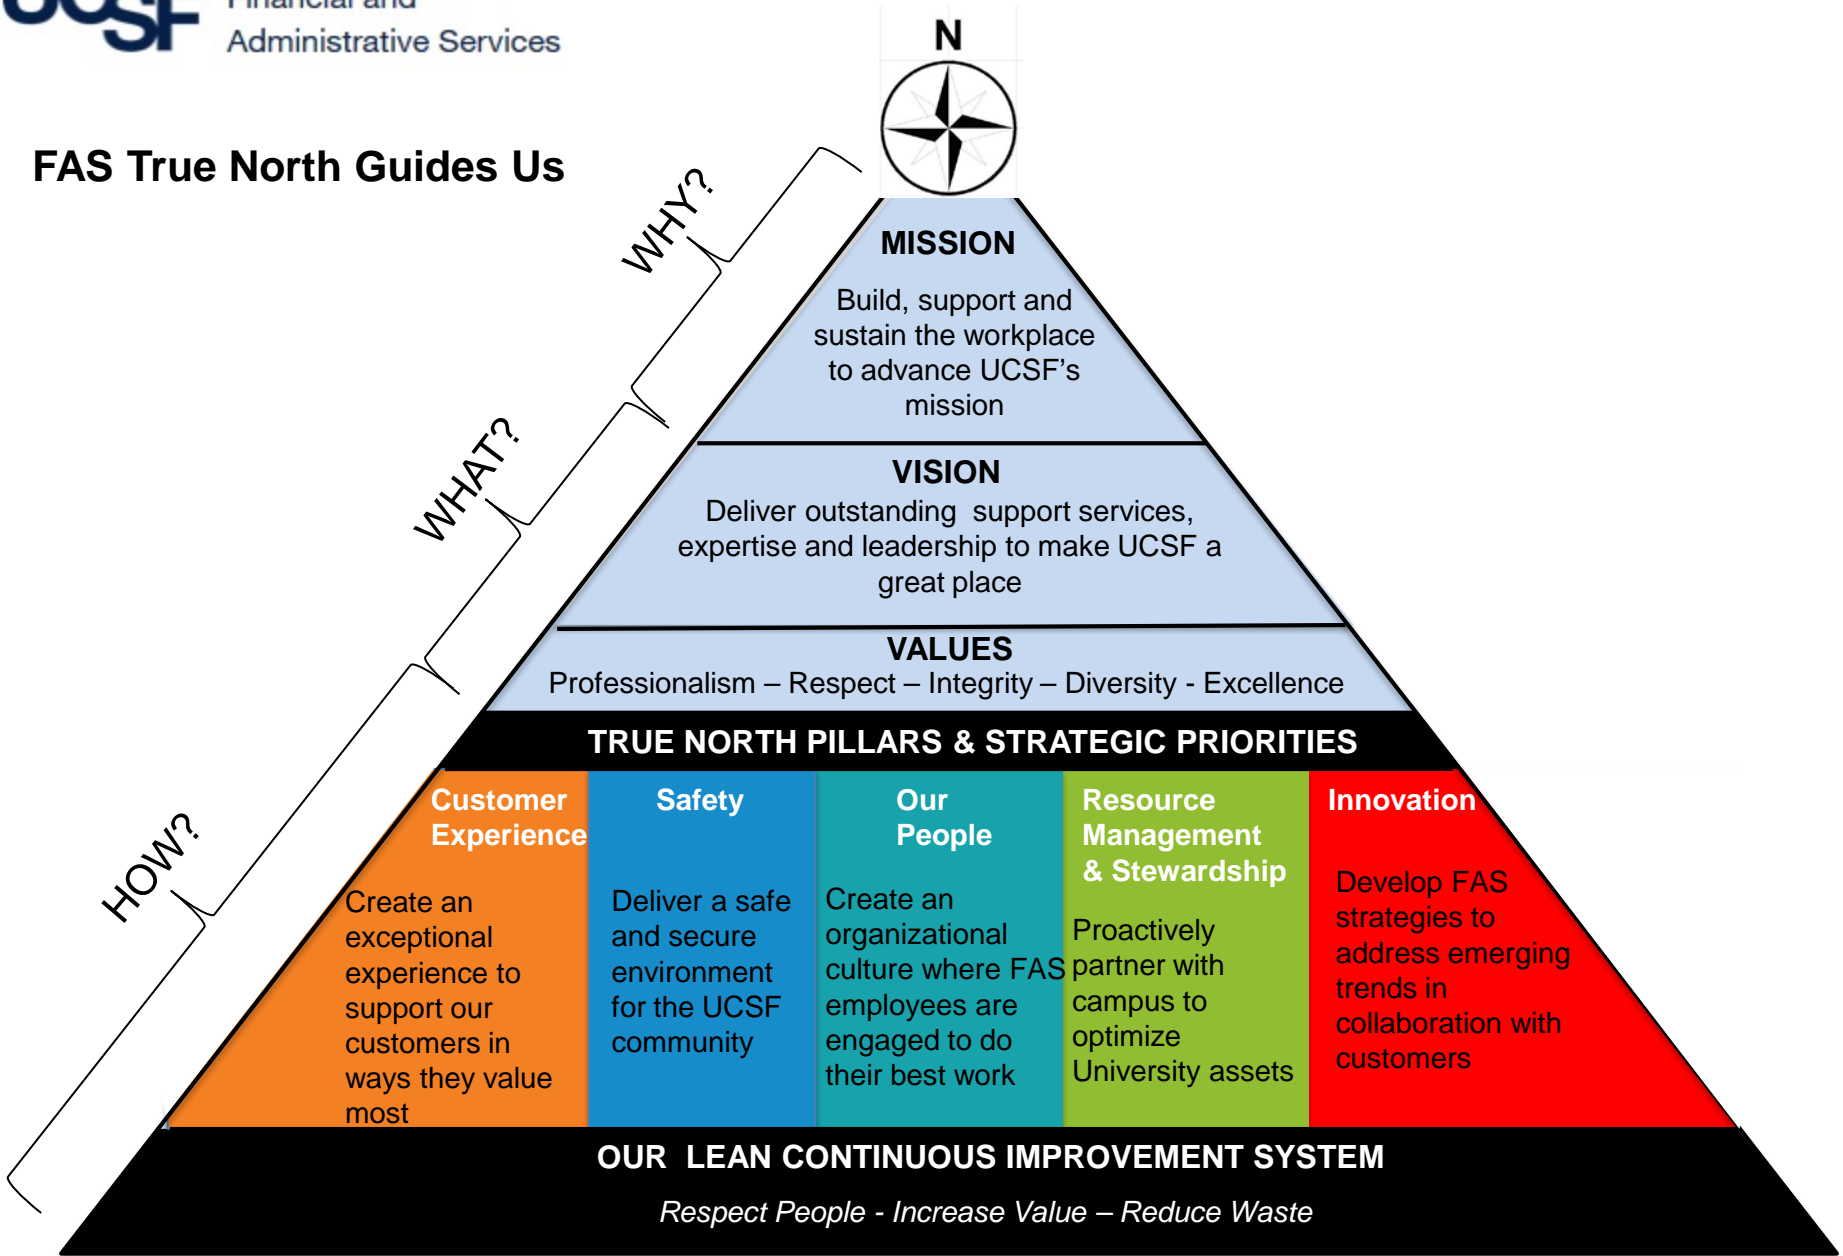 UCSF
Financial and
Administrative Services
N
FAS True North Guides Us
WHY?
MISSION
Build, support and
sustain the workplace
to advance UCSF’s
mission
WHAT?
VISION
Deliver outstanding support services,
expertise and leadership to make UCSF a
great place
VALUES
Professionalism – Respect – Integrity – Diversity - Excellence
TRUE NORTH PILLARS & STRATEGIC PRIORITIES
HOW?
Customer
Experience
Create an
exceptional
experience to
support our
customers in
ways they value
most
Safety
Deliver a safe
and secure
environment
for the UCSF
community
Our
People
Create an
organizational
culture where FAS
employees are
engaged to do
their best work
Resource
Management
& Stewardship
Proactively
partner with
campus to
optimize
University assets
Innovation
Develop FAS
strategies to
address emerging
trends in
collaboration with
customers
OUR LEAN CONTINUOUS IMPROVEMENT SYSTEM
Respect People - Increase Value – Reduce Waste